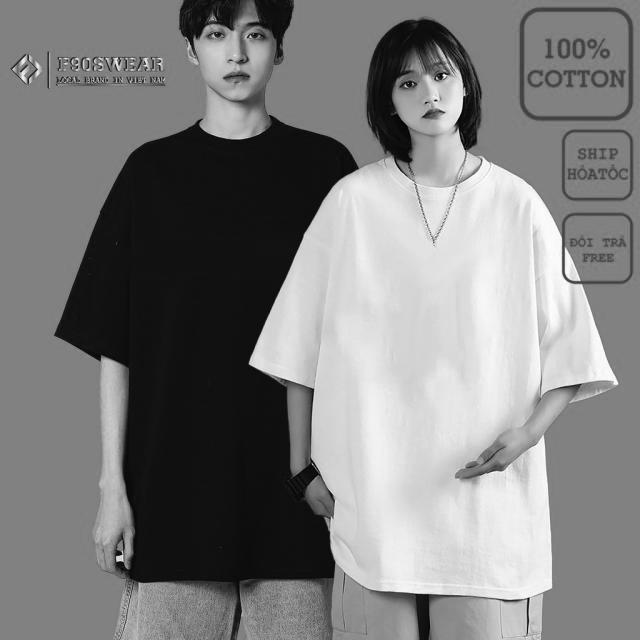 F90SWEAR
LOCAL BRAND IN VIET NAM
100%
COTTON
SHIP
HỎATỐC
ĐỔI TRẢ
FREE